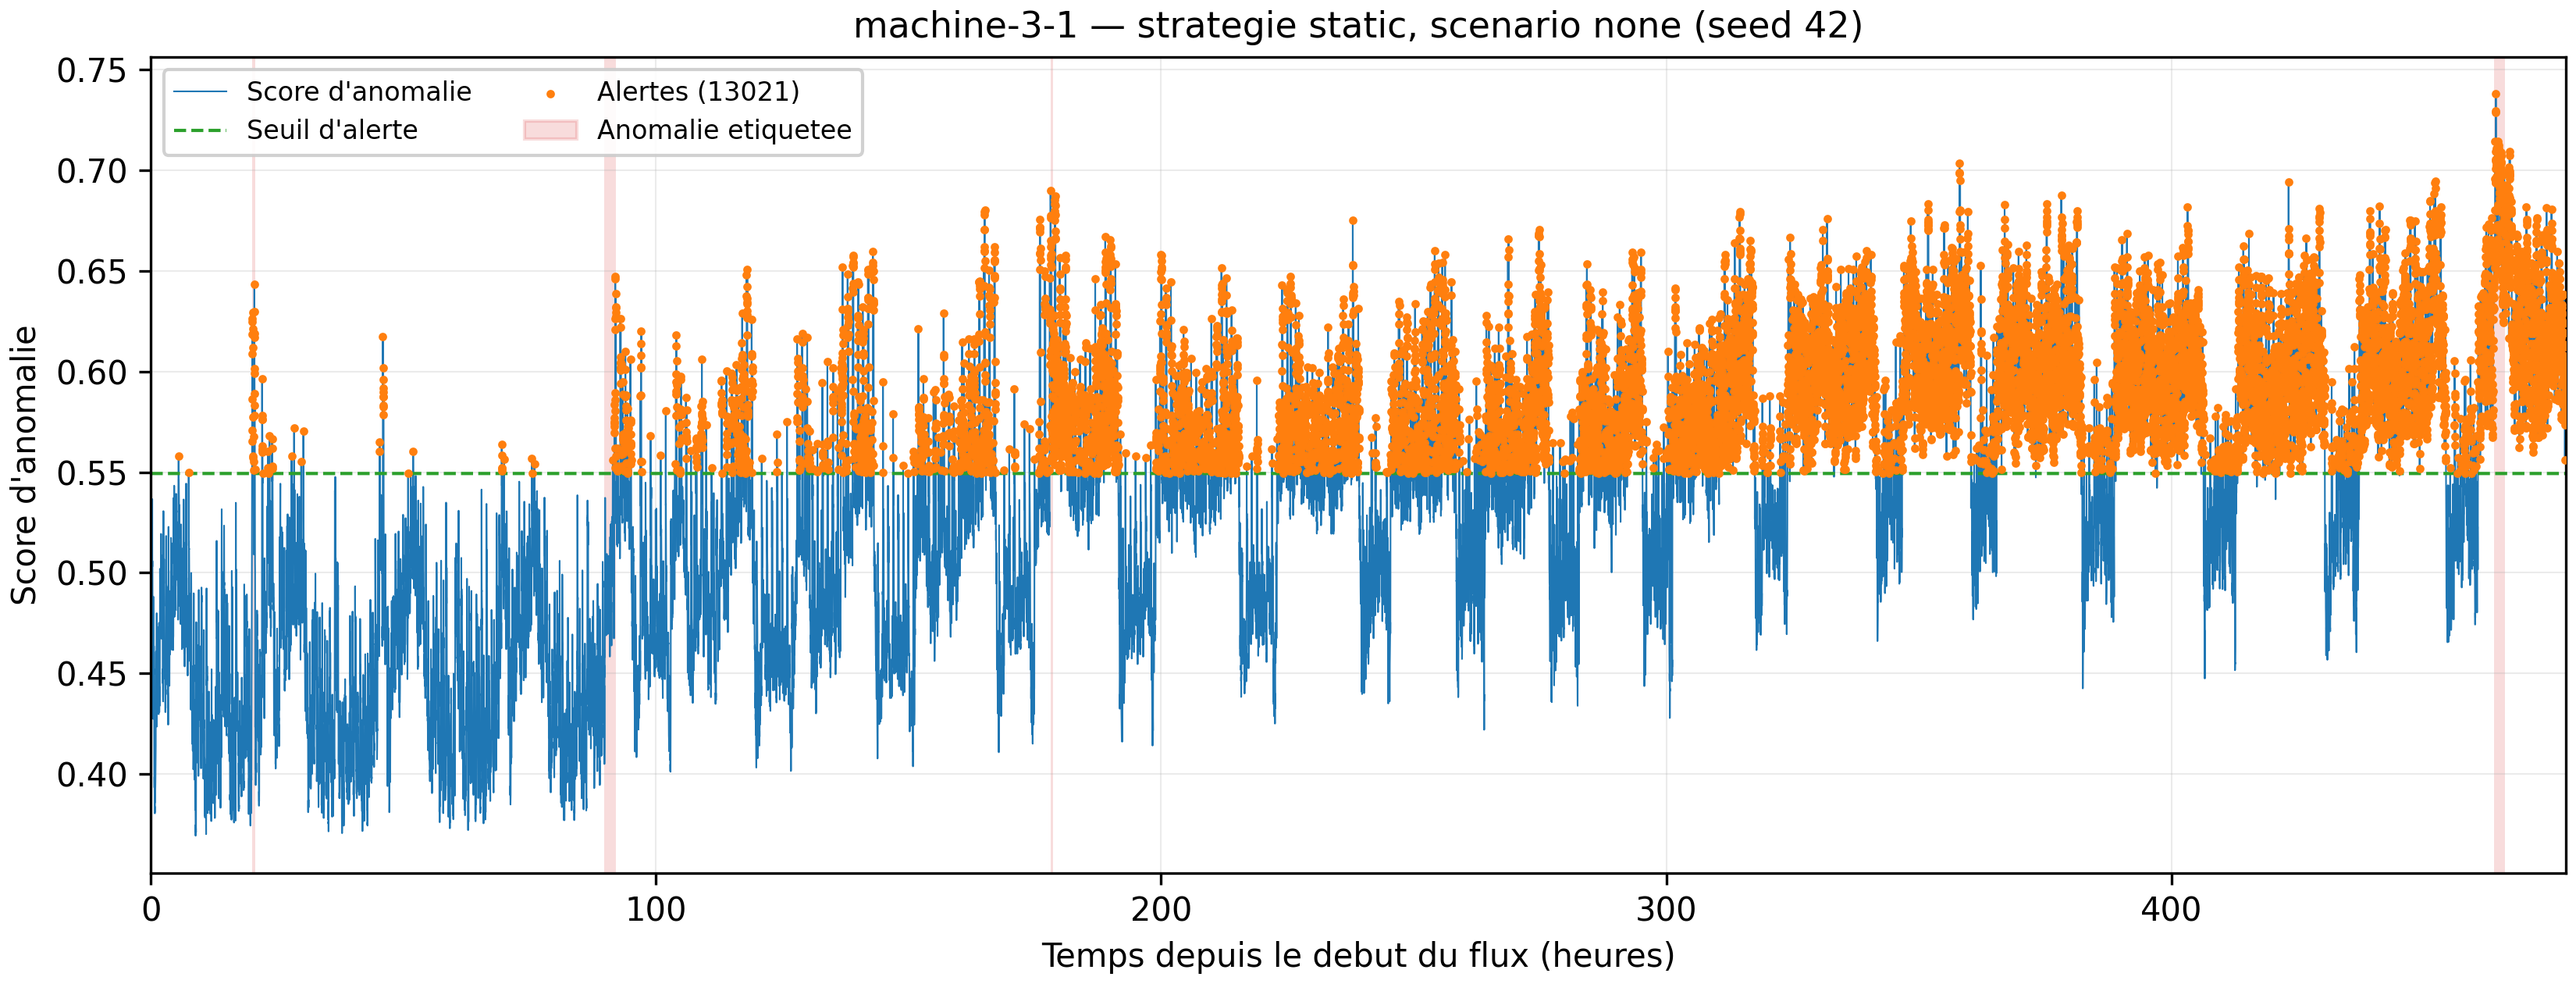 machine-3-1 — strategie static, scenario none (seed 42)
Score d'anomalie
Seuil d'alerte
Alertes (13021)
Anomalie etiquetee
Score d'anomalie
0.75
0.70
0.65
0.60
0.55
0.50
0.45
0.40
0
100
200
300
400
Temps depuis le debut du flux (heures)